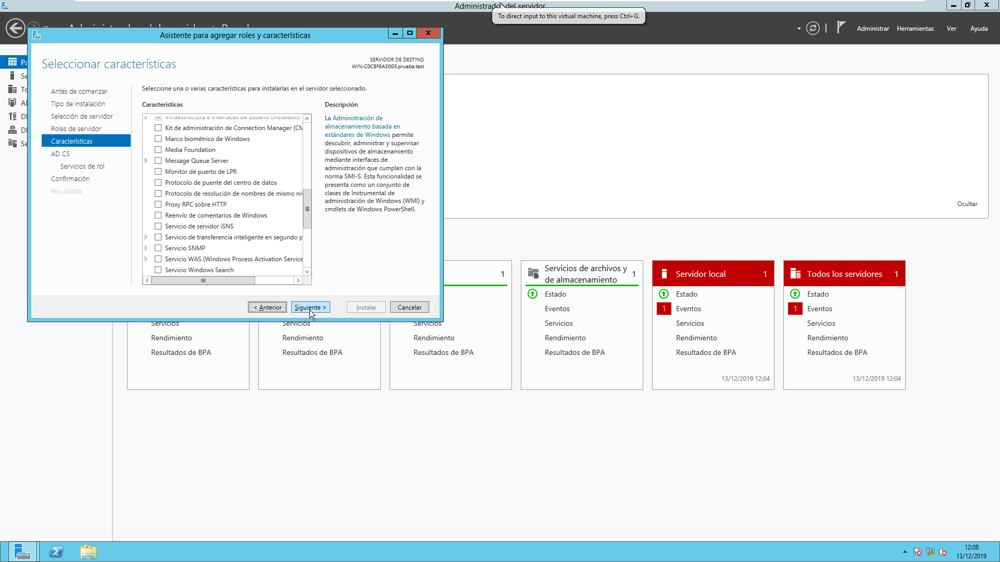 Administrador del servidor
To direct input to this virtual machine, press Ctrl+G.
Administrar
Herramientas
Ver
Ayuda
Asistente para agregar roles y características
Seleccionar características
SERVIDOR DE DESTINO
WIN-C0CBF6A30G5.prueba.test
Antes de comenzar
Tipo de instalación
Selección de servidor
Roles de servidor
Características
AD CS
Servicios de rol
Confirmación
Resultados
Seleccione una o varias características para instalarlas en el servidor seleccionado.
Características
Infraestructura e interfaces de usuario (Instalado)
Kit de administración de Connection Manager (CM
Marco biométrico de Windows
Media Foundation
Message Queue Server
Monitor de puerto de LPR
Protocolo de puente del centro de datos
Protocolo de resolución de nombres de mismo niv
Proxy RPC sobre HTTP
Reenvío de comentarios de Windows
Servicio de servidor iSNS
Servicio de transferencia inteligente en segundo p
Servicio SNMP
Servicio WAS (Windows Process Activation Service
Servicio Windows Search
Descripción
La Administración de
almacenamiento basada en
estándares de Windows permite
descubrir, administrar y supervisar
dispositivos de almacenamiento
mediante interfaces de
administración que cumplen con la
norma SMI-S. Esta funcionalidad se
presenta como un conjunto de
clases de Instrumental de
administración de Windows (WMI) y
cmdlets de Windows PowerShell.
< Anterior
Siguiente >
Instalar
Cancelar
Ocultar
Servicios
Rendimiento
Resultados de BPA
Servicios
Rendimiento
Resultados de BPA
1
Servicios
Rendimiento
Resultados de BPA
Servicios de archivos y
de almacenamiento
1
Estado
Eventos
Servicios
Rendimiento
Resultados de BPA
Servidor local
1
Estado
1 Eventos
Servicios
Rendimiento
Resultados de BPA
13/12/2019 12:04
Todos los servidores
1
Estado
1 Eventos
Servicios
Rendimiento
Resultados de BPA
13/12/2019 12:04
12:08
13/12/2019